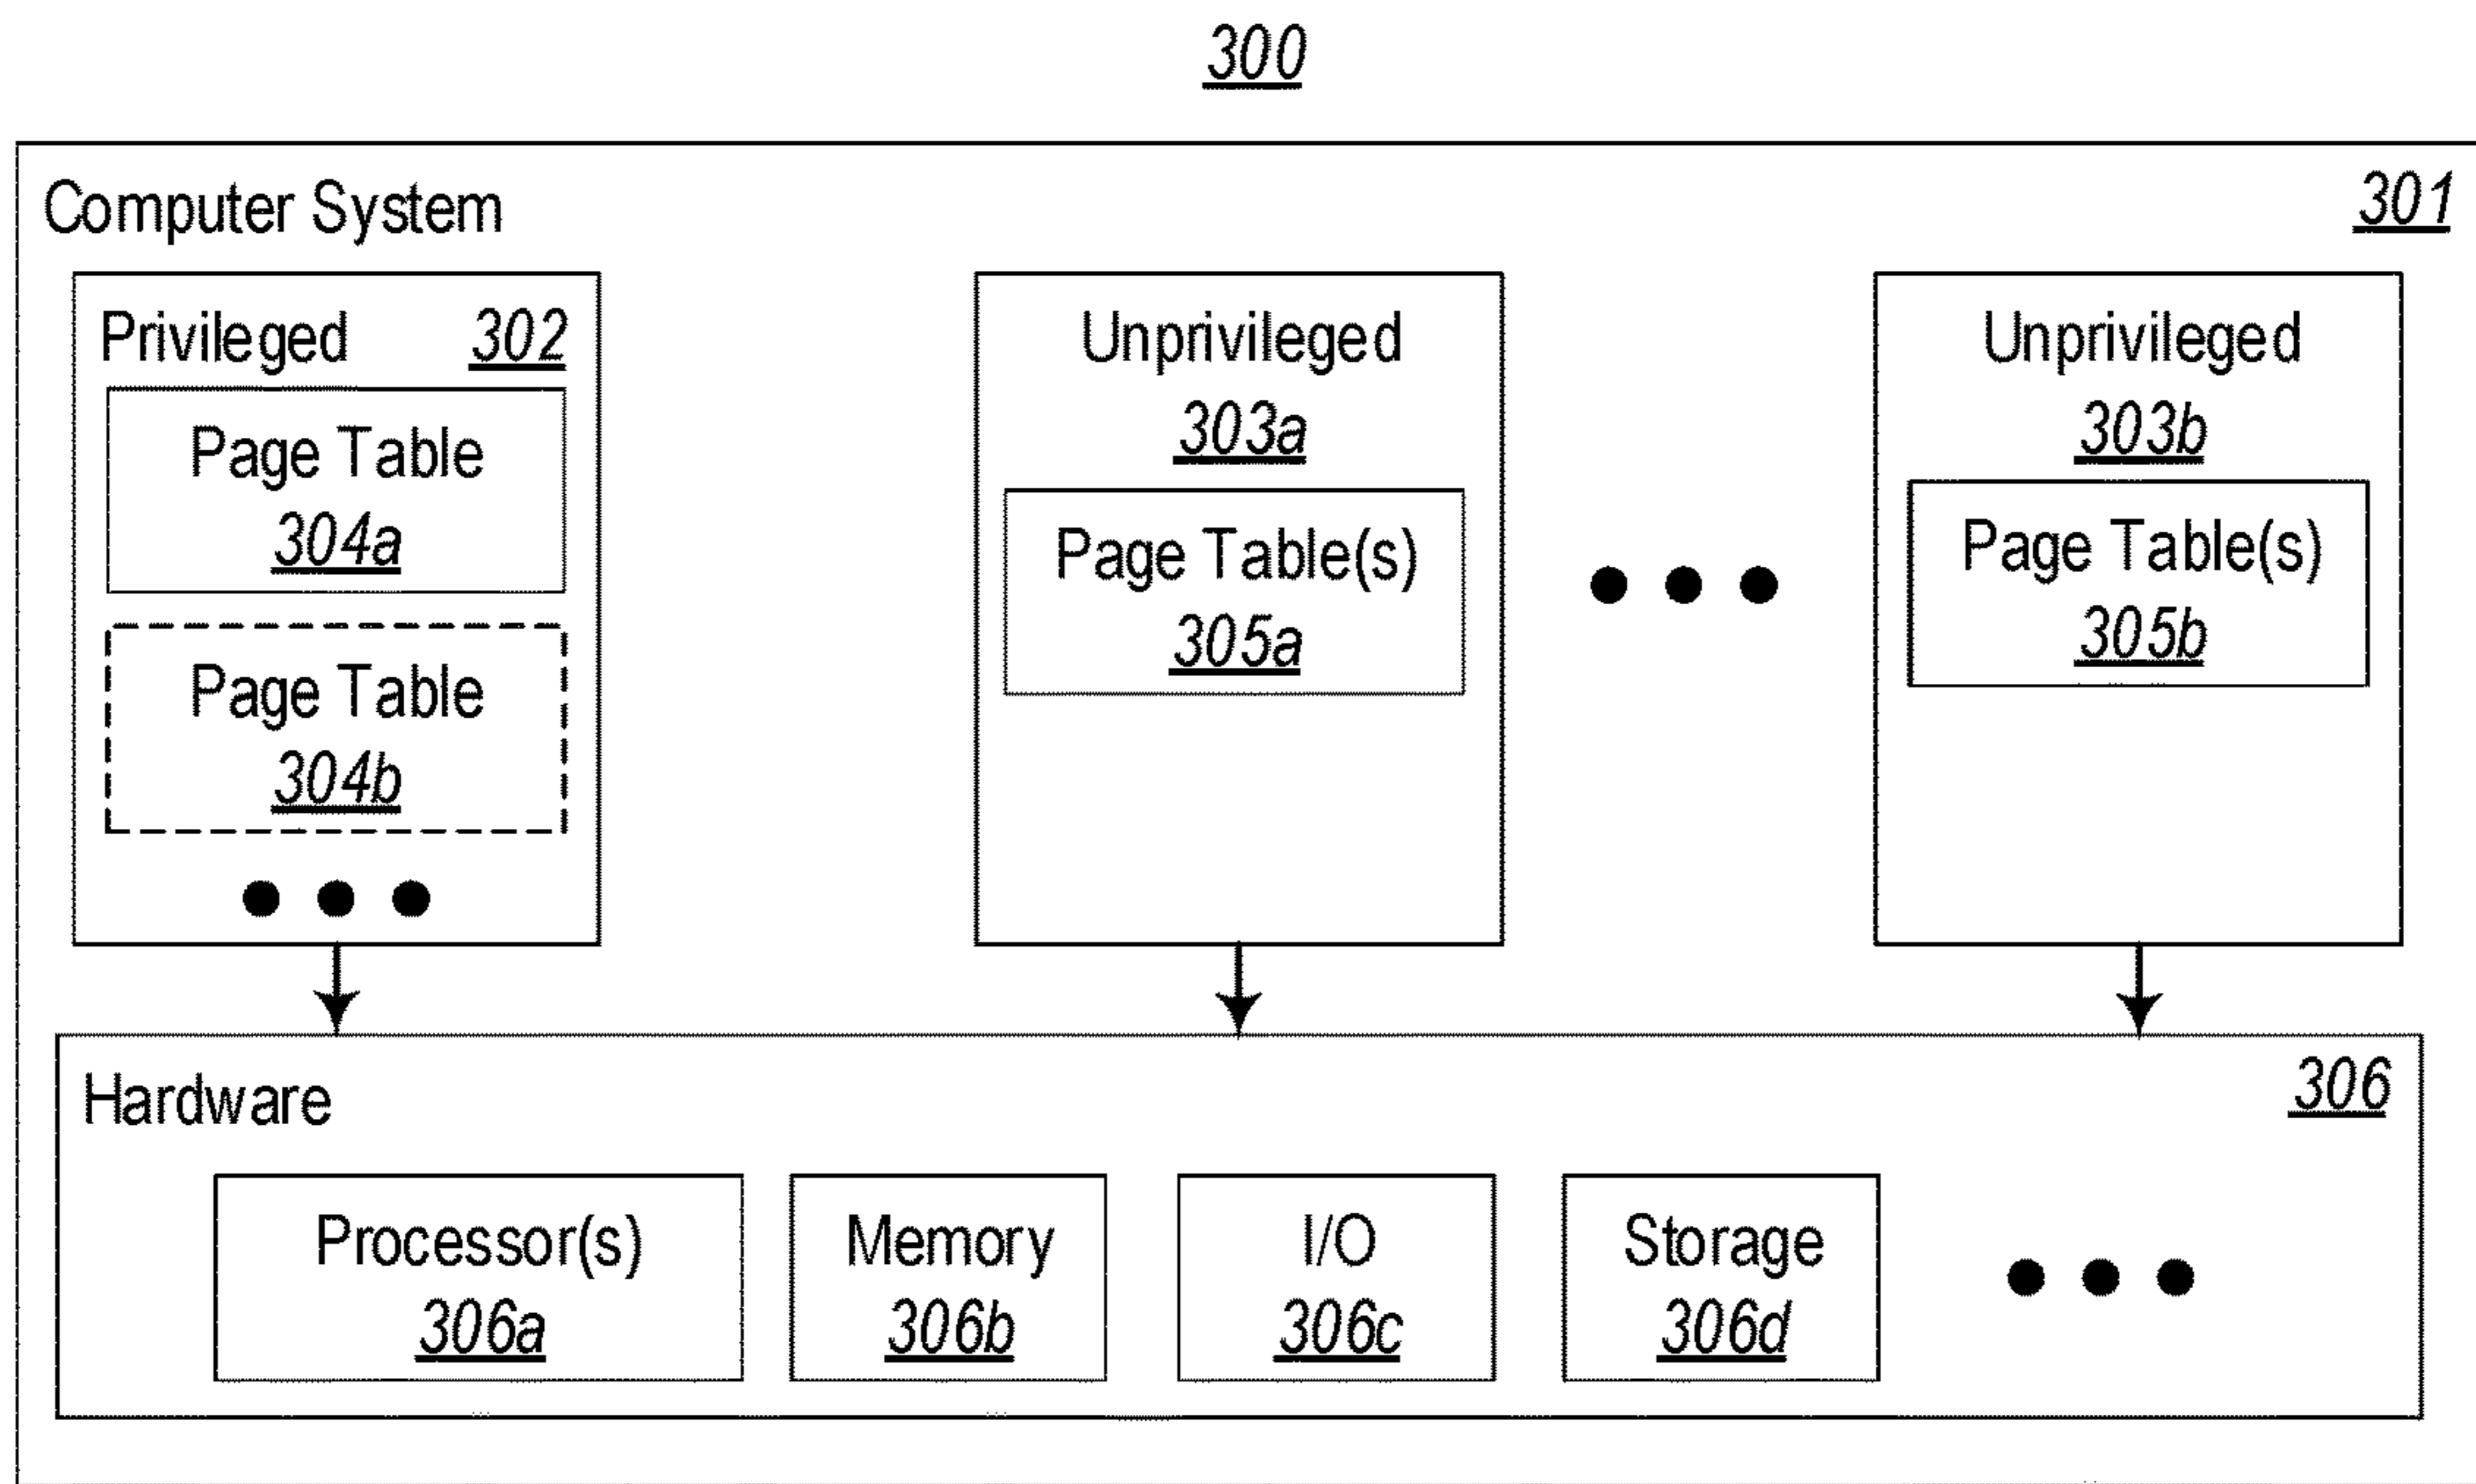 300
Computer System 301
Privileged 302
Page Table
304a
Page Table
304b
Unprivileged
303a
Page Table(s)
305a
Unprivileged
303b
Page Table(s)
305b
Hardware 306
Processor(s)
306a
Memory
306b
I/O
306c
Storage
306d